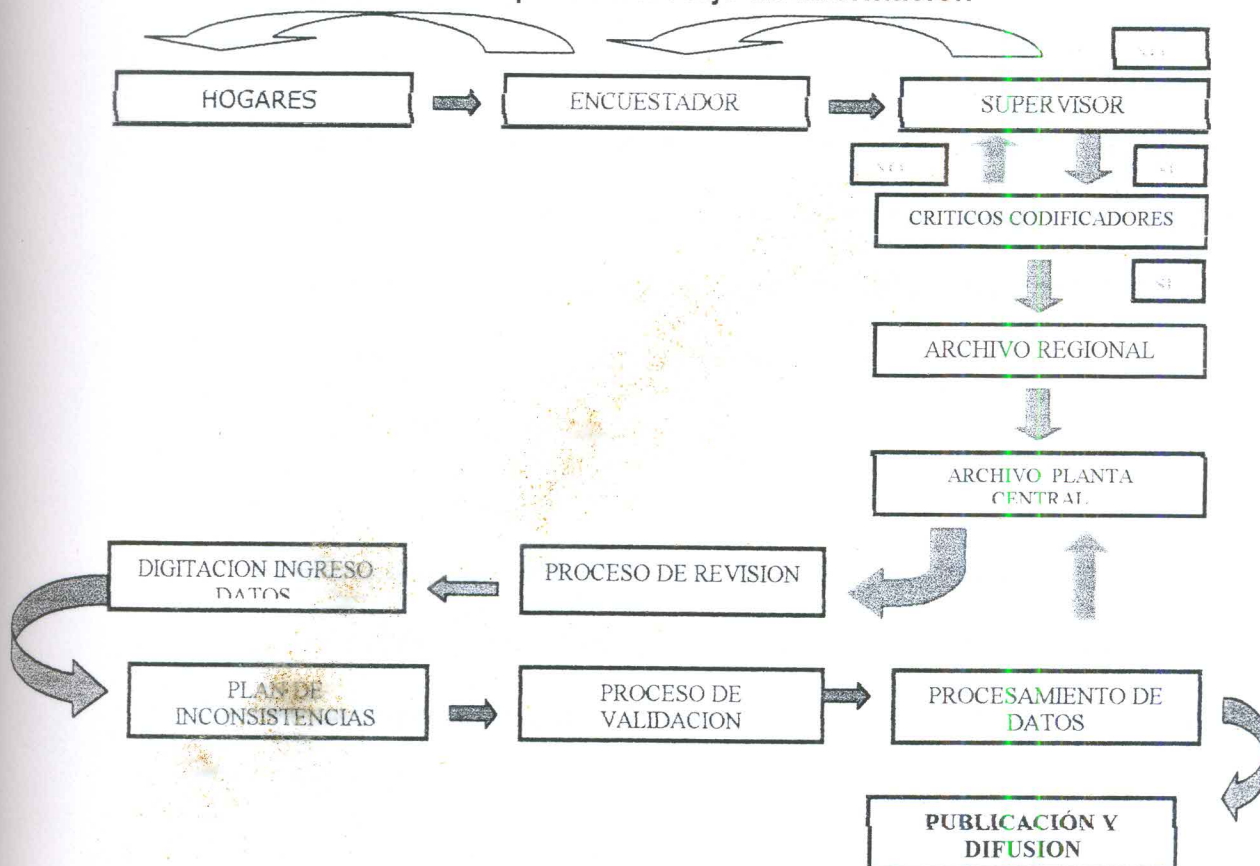 HOGARES
ENCUESTADOR
SUPERVISOR
CRITICOS CODIFICADORES
ARCHIVO REGIONAL
ARCHIVO PLANTA
CENTRAL
DIGITACION INGRESO
DATOS
PROCESO DE REVISION
PLAN DE
INCONSISTENCIAS
PROCESO DE
VALIDACION
PROCESAMIENTO DE
DATOS
PUBLICACIÓN Y
DIFUSION